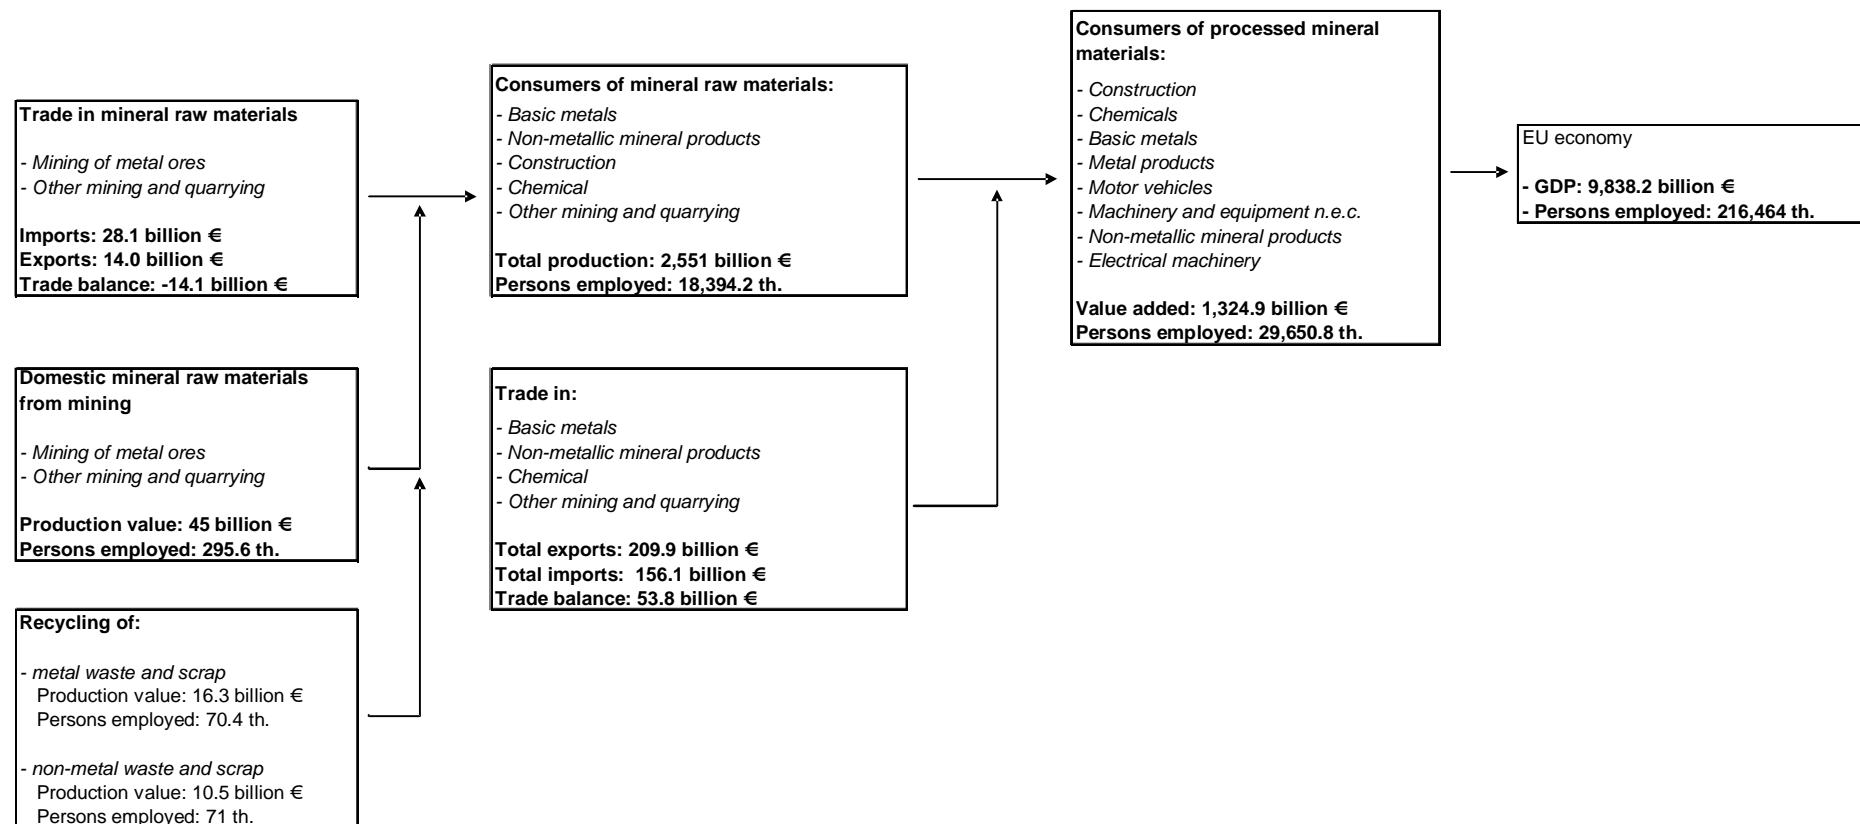 Trade in mineral raw materials
- Mining of metal ores
- Other mining and quarrying
Imports: 28.1 billion €
Exports: 14.0 billion €
Trade balance: -14.1 billion €
Domestic mineral raw materials
from mining
- Mining of metal ores
- Other mining and quarrying
Production value: 45 billion €
Persons employed: 295.6 th.
Recycling of:
- metal waste and scrap
Production value: 16.3 billion €
Persons employed: 70.4 th.
- non-metal waste and scrap
Production value: 10.5 billion €
Persons employed: 71 th.
Consumers of mineral raw materials:
- Basic metals
- Non-metallic mineral products
- Construction
- Chemical
- Other mining and quarrying
Total production: 2,551 billion €
Persons employed: 18,394.2 th.
Trade in:
- Basic metals
- Non-metallic mineral products
- Chemical
- Other mining and quarrying
Total exports: 209.9 billion €
Total imports:  156.1 billion €
Trade balance: 53.8 billion €
Consumers of processed mineral
materials:
- Construction
- Chemicals
- Basic metals
- Metal products
- Motor vehicles
- Machinery and equipment n.e.c.
- Non-metallic mineral products
- Electrical machinery
Value added: 1,324.9 billion €
Persons employed: 29,650.8 th.
EU economy
- GDP: 9,838.2 billion €
- Persons employed: 216,464 th.